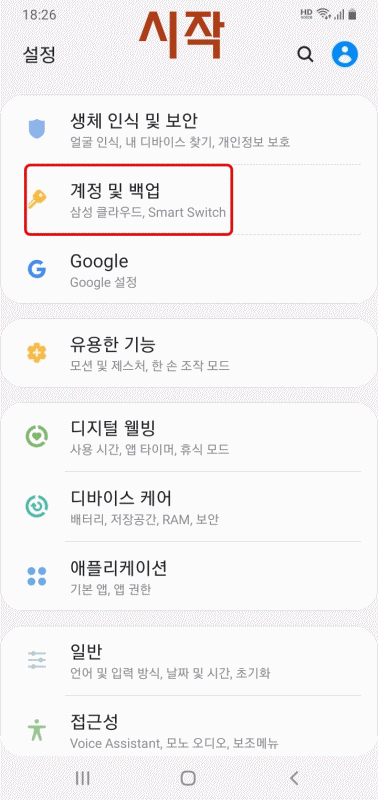 18:26
시작
HD
VOICE
설정
생체 인식 및 보안
얼굴 인식, 내 디바이스 찾기, 개인정보 보호
계정 및 백업
삼성 클라우드, Smart Switch
Google
Google 설정
유용한 기능
모션 및 제스처, 한 손 조작 모드
디지털 웰빙
사용 시간, 앱 타이머, 휴식 모드
디바이스 케어
배터리, 저장공간, RAM, 보안
애플리케이션
기본 앱, 앱 권한
일반
언어 및 입력 방식, 날짜 및 시간, 초기화
접근성
Voice Assistant, 모노 오디오, 보조메뉴